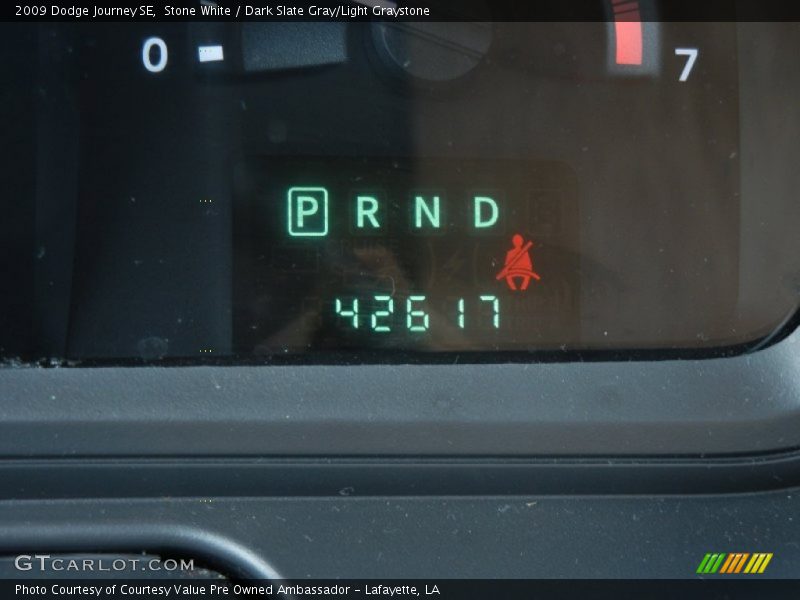 2009 Dodge Journey SE,  Stone White / Dark Slate Gray/Light Graystone
0 7
P R N D
42617
GTCARLOT.COM
Photo Courtesy of Courtesy Value Pre Owned Ambassador - Lafayette, LA